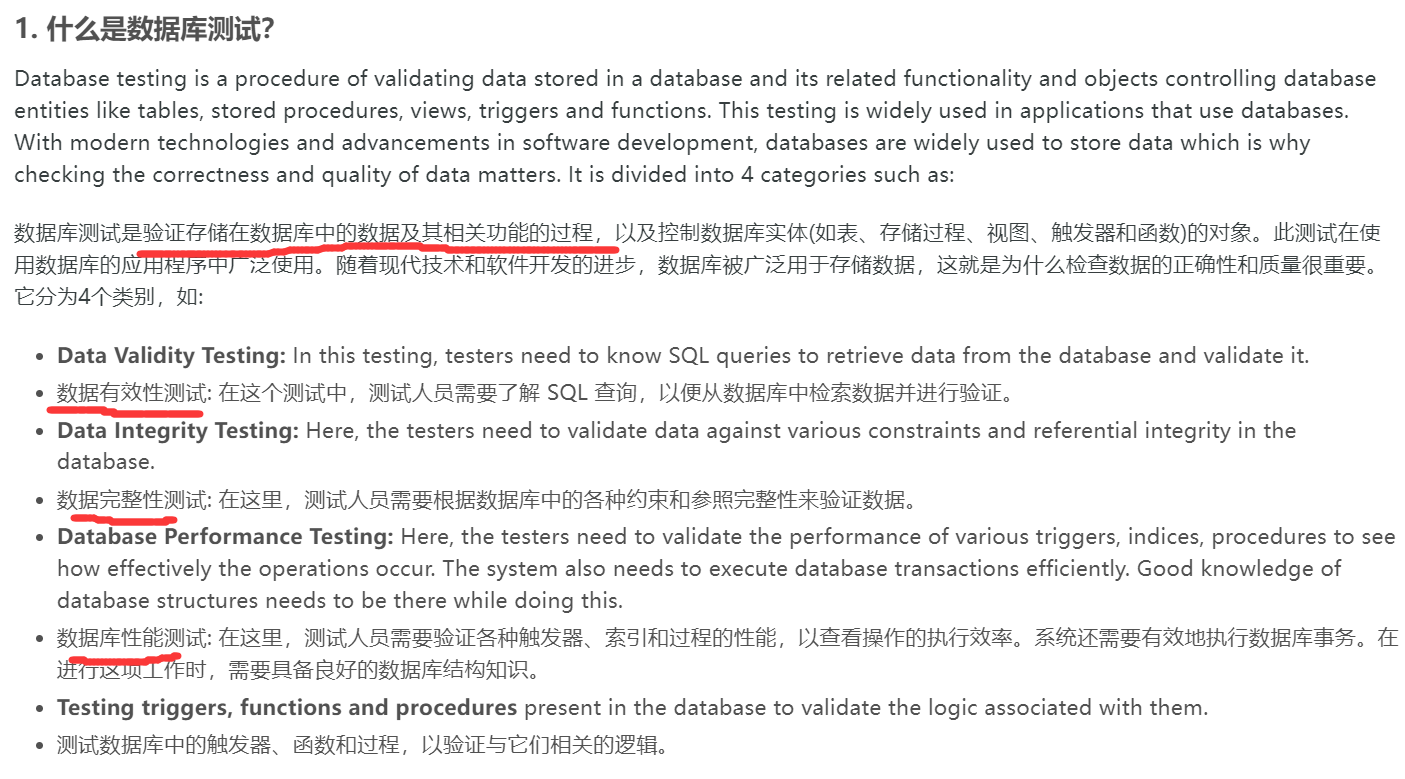 1. 什么是数据库测试？
Database testing is a procedure of validating data stored in a database and its related functionality and objects controlling database
entities like tables, stored procedures, views, triggers and functions. This testing is widely used in applications that use databases.
With modern technologies and advancements in software development, databases are widely used to store data which is why
checking the correctness and quality of data matters. It is divided into 4 categories such as:
数据库测试是验证存储在数据库中的数据及其相关功能的过程，以及控制数据库实体(如表、存储过程、视图、触发器和函数)的对象。此测试在使
用数据库的应用程序中广泛使用。随着现代技术和软件开发的进步，数据库被广泛用于存储数据，这就是为什么检查数据的正确性和质量很重要。
它分为4个类别，如:
• Data Validity Testing: In this testing, testers need to know SQL queries to retrieve data from the database and validate it.
• 数据有效性测试: 在这个测试中，测试人员需要了解 SQL 查询，以便从数据库中检索数据并进行验证。
• Data Integrity Testing: Here, the testers need to validate data against various constraints and referential integrity in the
database.
• 数据完整性测试: 在这里，测试人员需要根据数据库中的各种约束和参照完整性来验证数据。
• Database Performance Testing: Here, the testers need to validate the performance of various triggers, indices, procedures to see
how effectively the operations occur. The system also needs to execute database transactions efficiently. Good knowledge of
database structures needs to be there while doing this.
• 数据库性能测试: 在这里，测试人员需要验证各种触发器、索引和过程的性能，以查看操作的执行效率。系统还需要有效地执行数据库事务。在
进行这项工作时，需要具备良好的数据库结构知识。
• Testing triggers, functions and procedures present in the database to validate the logic associated with them.
• 测试数据库中的触发器、函数和过程，以验证与它们相关的逻辑。